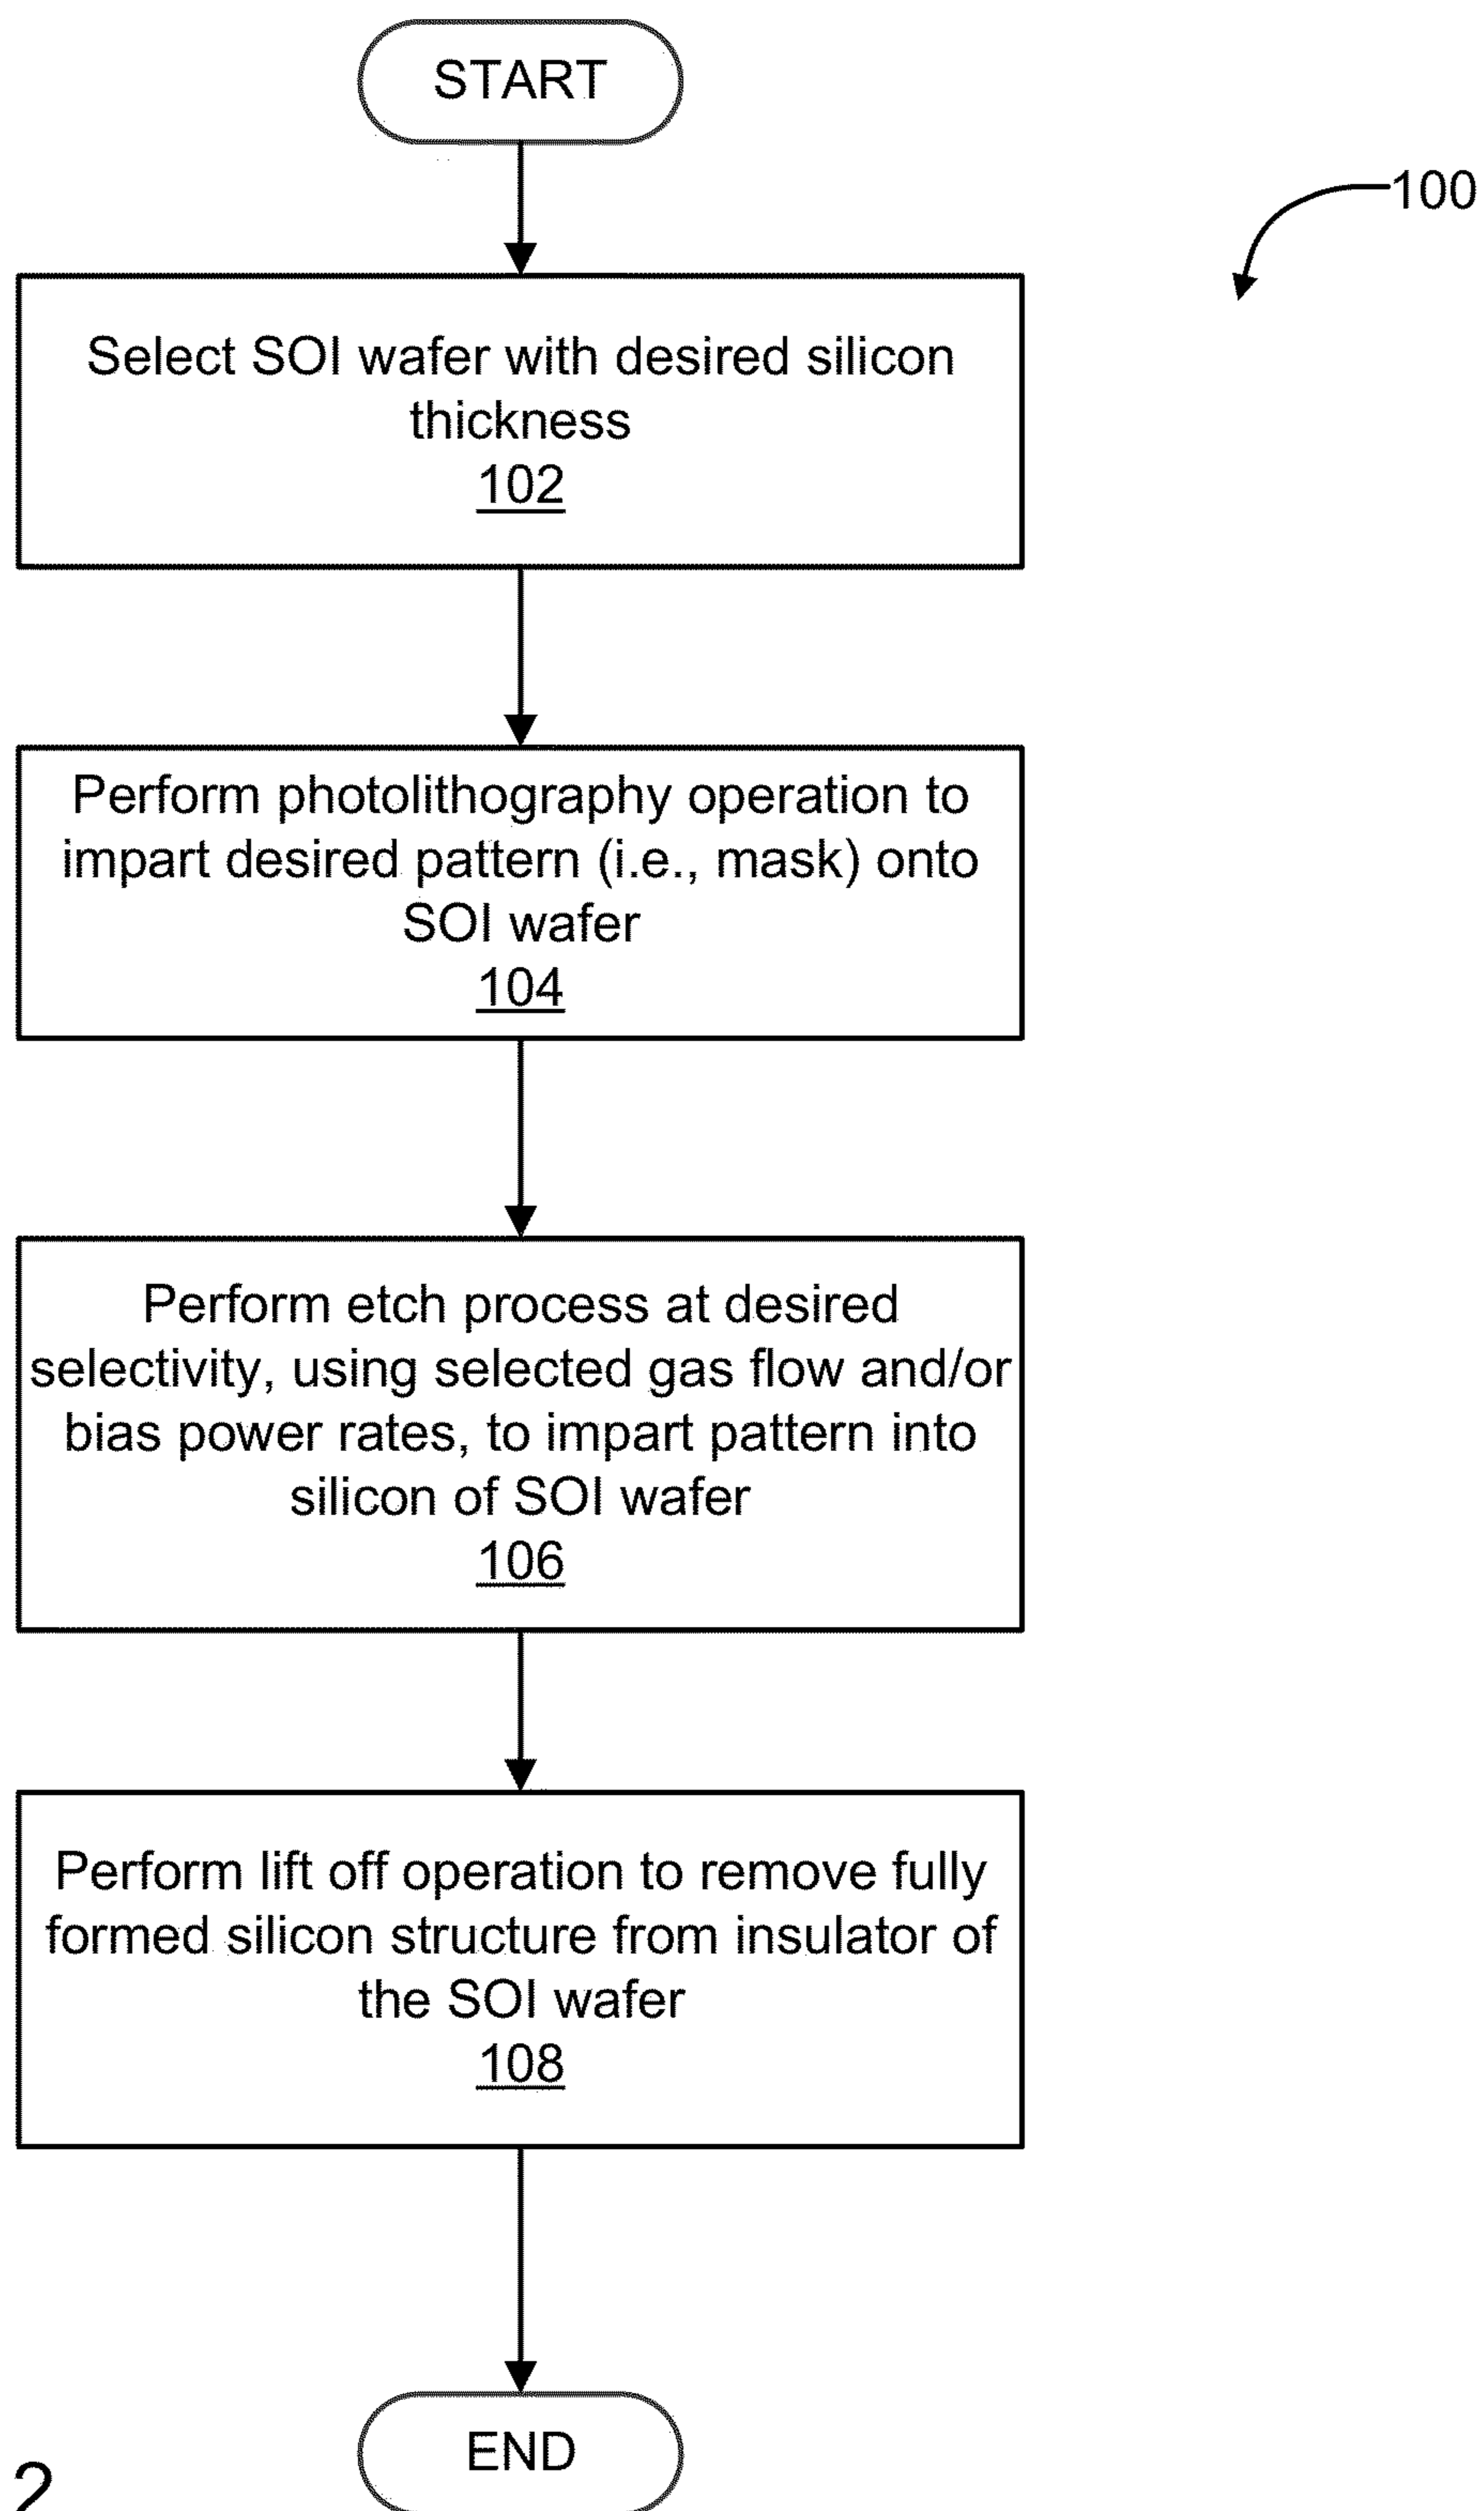 START
100
Select SOI wafer with desired silicon
thickness
102
Perform photolithography operation to
impart desired pattern (i.e., mask) onto
SOI wafer
104
Perform etch process at desired
selectivity, using selected gas flow and/or
bias power rates, to impart pattern into
silicon of SOI wafer
106
Perform lift off operation to remove fully
formed silicon structure from insulator of
the SOI wafer
108
END
2